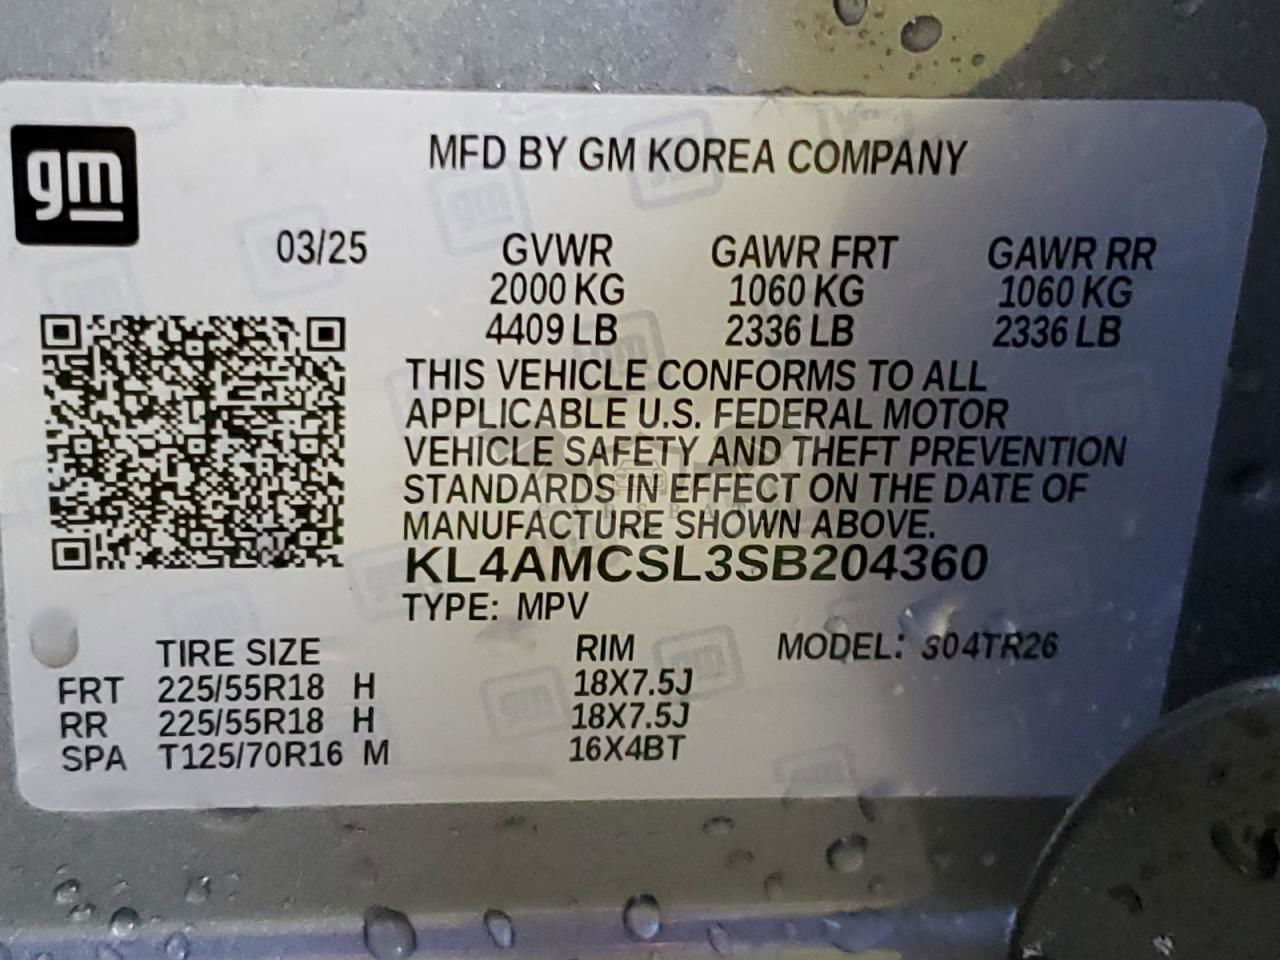 gm
MFD BY GM KOREA COMPANY
03/25 GVWR GAWR FRT GAWR RR
2000 KG 1060 KG 1060 KG
4409 LB 2336 LB 2336 LB
THIS VEHICLE CONFORMS TO ALL
APPLICABLE U.S. FEDERAL MOTOR
VEHICLE SAFETY AND THEFT PREVENTION
STANDARDS IN EFFECT ON THE DATE OF
MANUFACTURE SHOWN ABOVE.
KL4AMCSL3SB204360
TYPE: MPV
TIRE SIZE RIM MODEL: S04TR26
FRT 225/55R18 H 18X7.5J
RR 225/55R18 H 18X7.5J
SPA T125/70R16 M 16X4BT